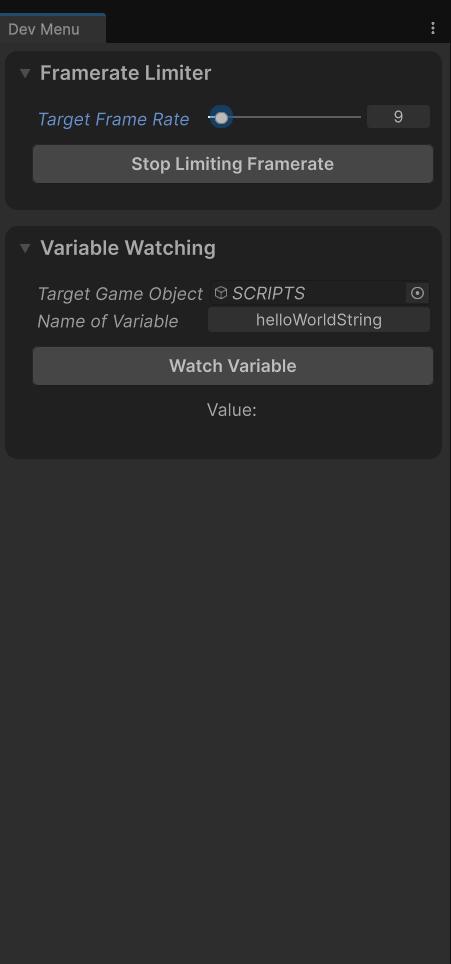 Dev Menu
Framerate Limiter
Target Frame Rate 9
Stop Limiting Framerate
Variable Watching
Target Game Object SCRIPTS
Name of Variable helloWorldString
Watch Variable
Value: